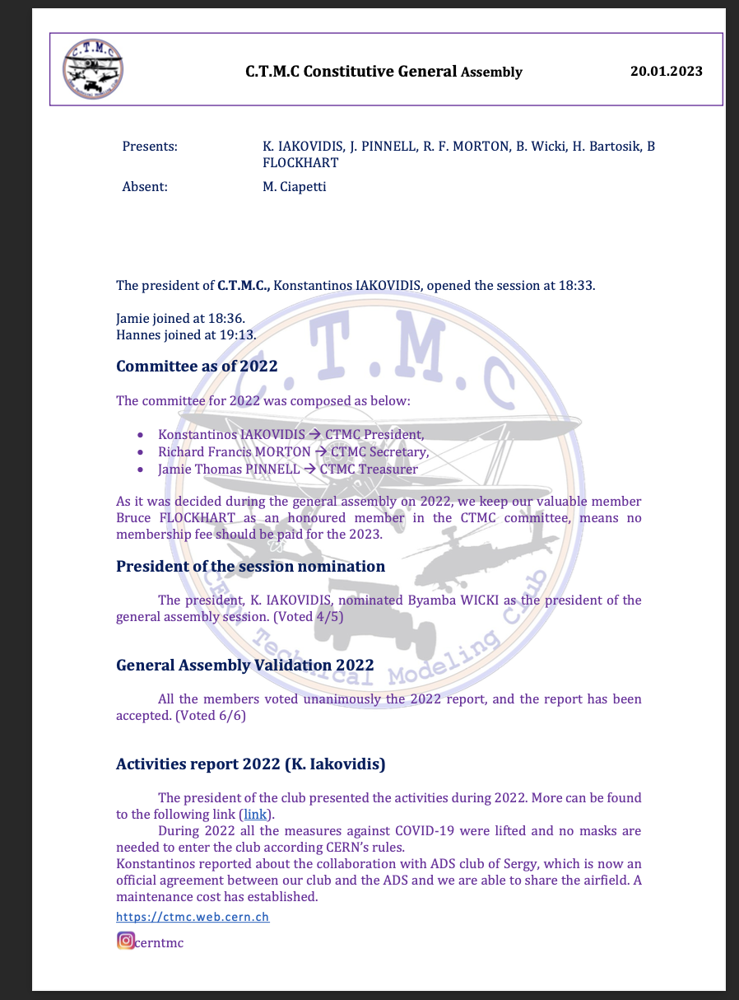 C.T.M.C
C.T.M.C Constitutive General Assembly
20.01.2023
Presents:
K. IAKOVIDIS, J. PINNELL, R. F. MORTON, B. Wicki, H. Bartosik, B
FLOCKHART
Absent:
M. Ciapetti
The president of C.T.M.C., Konstantinos IAKOVIDIS, opened the session at 18:33.
Jamie joined at 18:36.
Hannes joined at 19:13.
C.T.M.C
Committee as of 2022
The committee for 2022 was composed as below:
• Konstantinos IAKOVIDIS → CTMC President,
• Richard Francis MORTON → CTMC Secretary,
• Jamie Thomas PINNELL → CTMC Treasurer
As it was decided during the general assembly on 2022, we keep our valuable member
Bruce FLOCKHART as an honoured member in the CTMC committee, means no
membership fee should be paid for the 2023.
President of the session nomination
The president, K. IAKOVIDIS, nominated Byamba WICKI as the president of the
general assembly session. (Voted 4/5)
CERN Technical Modeling Club
General Assembly Validation 2022
All the members voted unanimously the 2022 report, and the report has been
accepted. (Voted 6/6)
Activities report 2022 (K. Iakovidis)
The president of the club presented the activities during 2022. More can be found
to the following link (link).
During 2022 all the measures against COVID-19 were lifted and no masks are
needed to enter the club according CERN's rules.
Konstantinos reported about the collaboration with ADS club of Sergy, which is now an
official agreement between our club and the ADS and we are able to share the airfield. A
maintenance cost has established.
https://ctmc.web.cern.ch
cerntmc